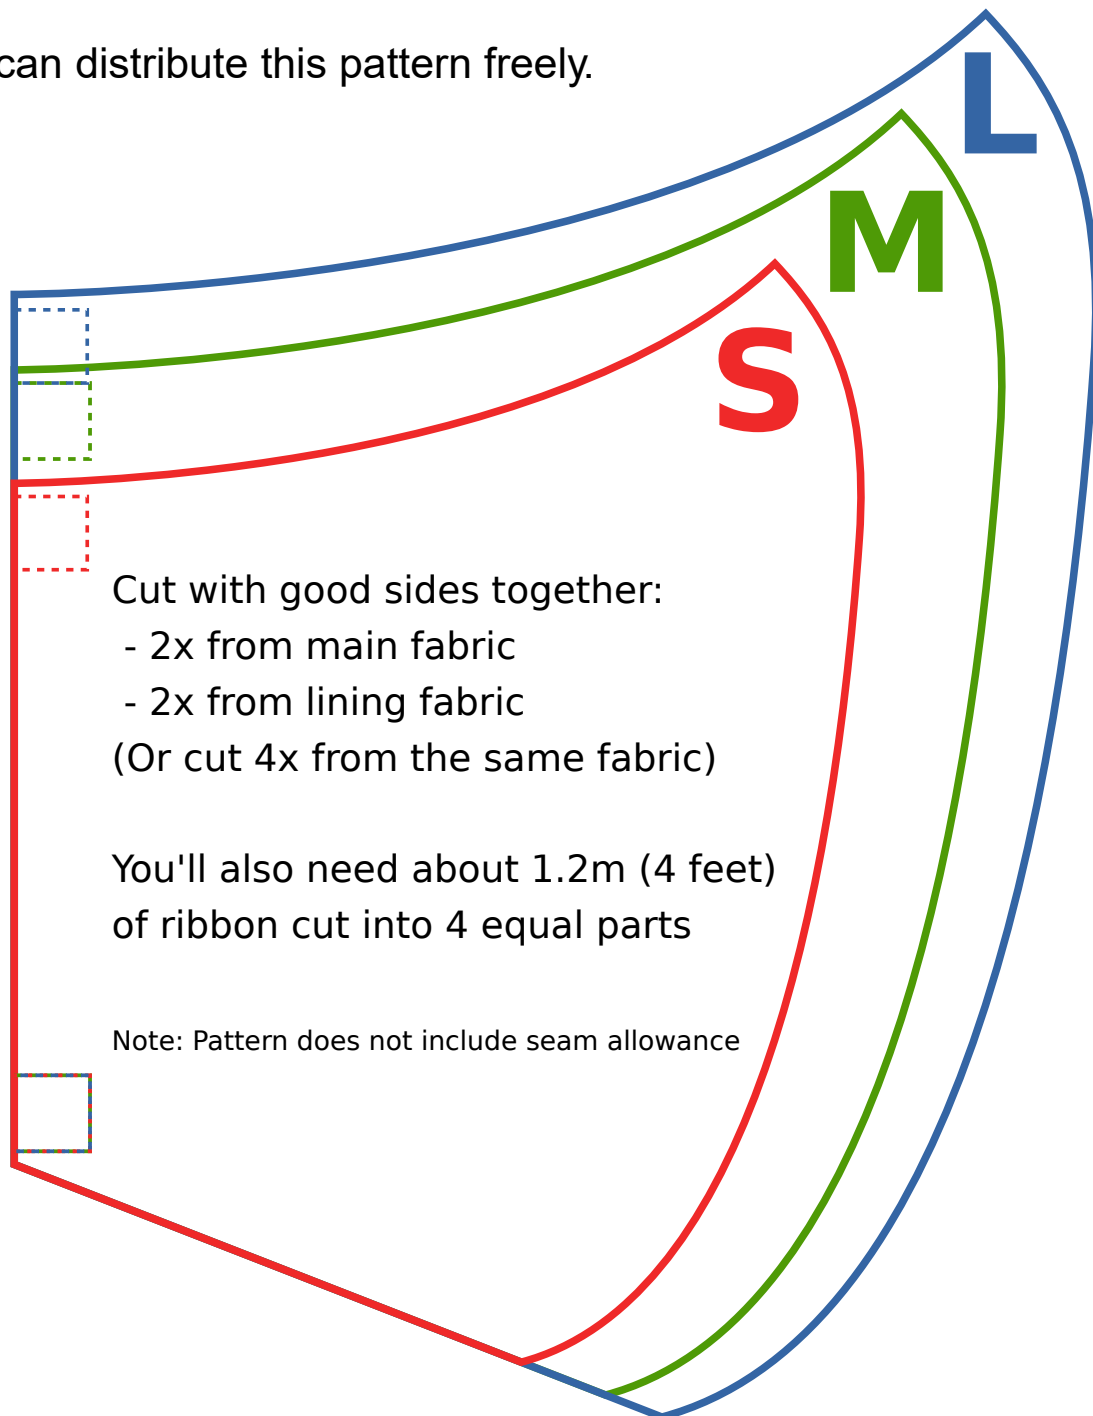 can distribute this pattern freely.
L
M
S
Cut with good sides together:
- 2x from main fabric
- 2x from lining fabric
(Or cut 4x from the same fabric)
You'll also need about 1.2m (4 feet)
of ribbon cut into 4 equal parts
Note: Pattern does not include seam allowance